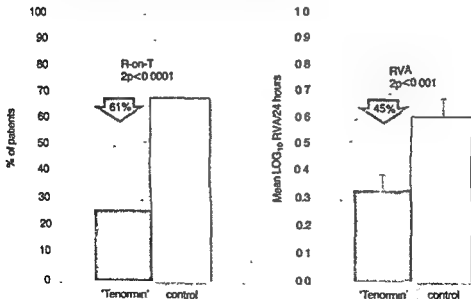 100
90
80
70
60
50
40
30
20
10
0
% of patients
R-on-T
2p<0.0001
61%
'Tenormin'
control
1.0
0.9
0.8
0.7
0.6
0.5
0.4
0.3
0.2
0.1
0.0
Mean LOG10 RVA/24 hours
RVA
2p<0.001
45%
'Tenormin'
control